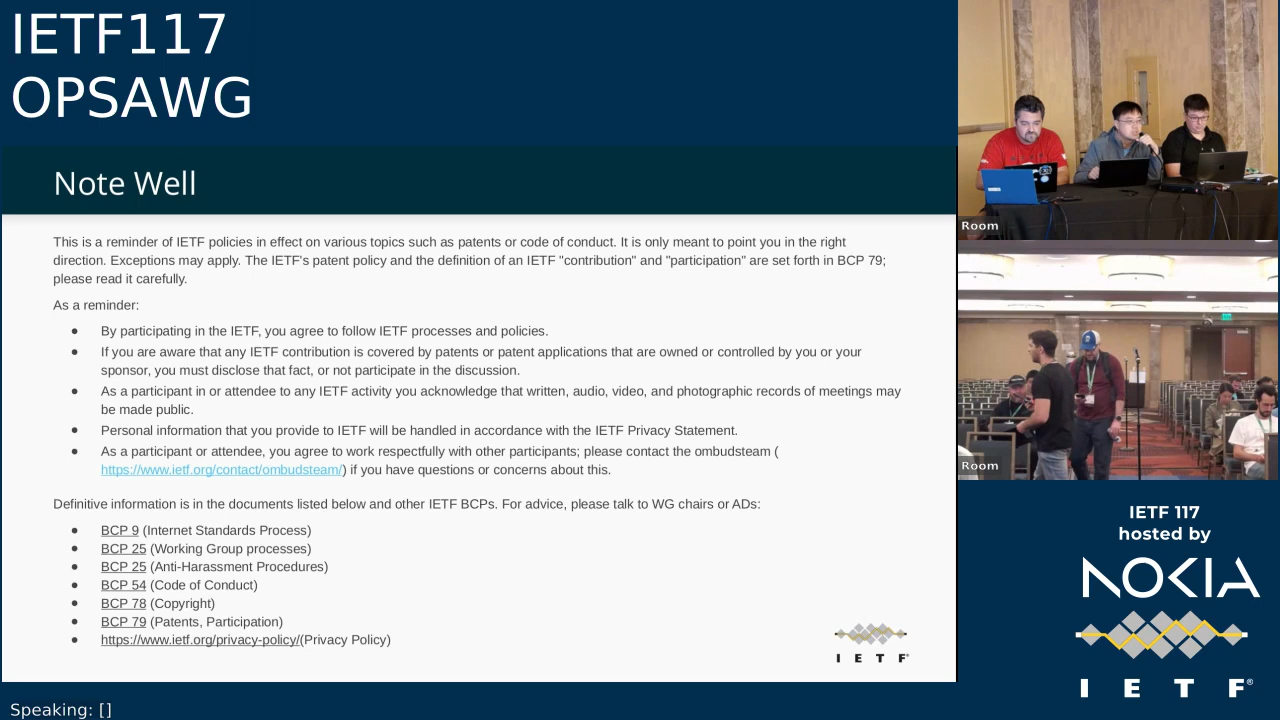 IETF117
OPSAWG
Note Well
This is a reminder of IETF policies in effect on various topics such as patents or code of conduct. It is only meant to point you in the right
direction. Exceptions may apply. The IETF's patent policy and the definition of an IETF "contribution" and "participation" are set forth in BCP 79;
please read it carefully.
As a reminder:
● By participating in the IETF, you agree to follow IETF processes and policies.
● If you are aware that any IETF contribution is covered by patents or patent applications that are owned or controlled by you or your
sponsor, you must disclose that fact, or not participate in the discussion.
● As a participant in or attendee to any IETF activity you acknowledge that written, audio, video, and photographic records of meetings may
be made public.
● Personal information that you provide to IETF will be handled in accordance with the IETF Privacy Statement.
● As a participant or attendee, you agree to work respectfully with other participants; please contact the ombudsteam (
https://www.ietf.org/contact/ombudsteam/) if you have questions or concerns about this.
Definitive information is in the documents listed below and other IETF BCPs. For advice, please talk to WG chairs or ADs:
● BCP 9 (Internet Standards Process)
● BCP 25 (Working Group processes)
● BCP 25 (Anti-Harassment Procedures)
● BCP 54 (Code of Conduct)
● BCP 78 (Copyright)
● BCP 79 (Patents, Participation)
● https://www.ietf.org/privacy-policy/(Privacy Policy)
I E T F®
Room
Room
IETF 117
hosted by
NOKIA
I E T F®
Speaking: []